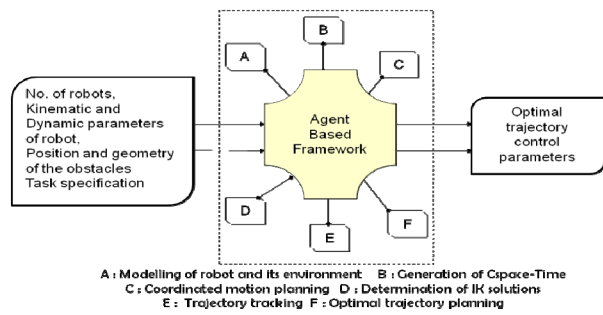 B
A
C
No. of robots,
Kinematic and
Dynamic parameters
of robot,
Position and geometry
of the obstacles
Task specification
Agent
Based
Framework
Optimal
trajectory
control
parameters
D
E
F
A : Modelling of robot and its environment B : Generation of Cspace-Time
C : Coordinated motion planning D : Determination of IK solutions
E : Trajectory tracking F : Optimal trajectory planning